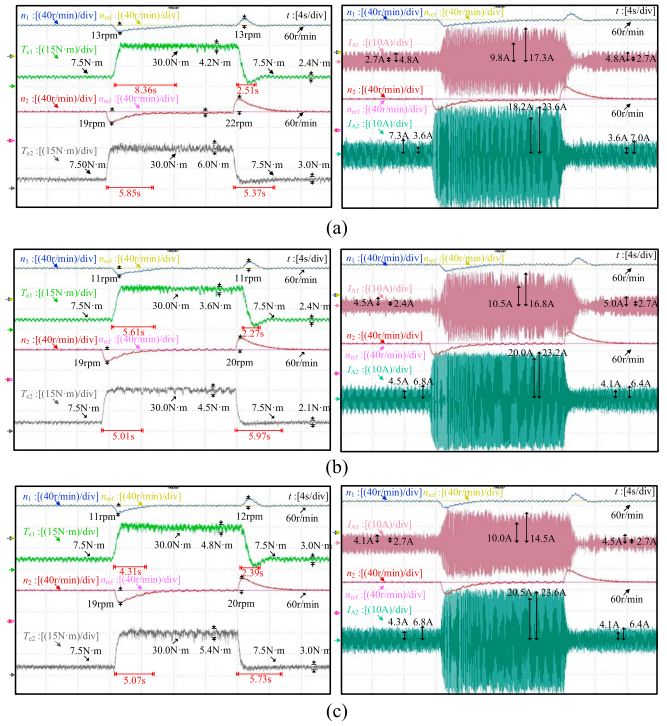 n1 :[(40r/min)/div] nref :[(40r/min)/div] t :[4s/div]
13rpm 13rpm 60r/min
Te1 :[(15N·m)/div]
7.5N·m 30.0N·m 4.2N·m 7.5N·m 2.4N·m
8.36s 2.51s
n2 :[(40r/min)/div] nref :[(40r/min)/div]
19rpm 22rpm 60r/min
Te2 :[(15N·m)/div]
7.50N·m 30.0N·m 6.0N·m 7.50N·m 3.0N·m
5.85s 5.37s
n1 :[(40r/min)/div] nref :[(40r/min)/div] t :[4s/div]
IA1 :[(10A)/div] 60r/min
2.7A 4.8A 9.8A 17.3A 4.8A 2.7A
n2 :[(40r/min)/div]
nref :[(40r/min)/div] 18.2A 23.6A 60r/min
IA2 :[(10A)/div]
7.3A 3.6A 3.6A 7.0A
(a)
n1 :[(40r/min)/div] nref :[(40r/min)/div] t :[4s/div]
11rpm 11rpm 60r/min
Te1 :[(15N·m)/div]
7.5N·m 30.0N·m 3.6N·m 7.5N·m 2.4N·m
5.61s 2.27s
n2 :[(40r/min)/div] nref :[(40r/min)/div]
19rpm 20rpm 60r/min
Te2 :[(15N·m)/div]
7.5N·m 30.0N·m 4.5N·m 7.5N·m 2.1N·m
5.01s 5.97s
n1 :[(40r/min)/div] nref :[(40r/min)/div] t :[4s/div]
IA1 :[(10A)/div] 60r/min
4.5A 2.4A 10.5A 16.8A 5.0A 2.7A
n2 :[(40r/min)/div]
nref :[(40r/min)/div] 20.0A 23.2A 60r/min
IA2 :[(10A)/div]
4.5A 6.8A 4.1A 6.4A
(b)
n1 :[(40r/min)/div] nref :[(40r/min)/div] t :[4s/div]
11rpm 12rpm 60r/min
Te1 :[(15N·m)/div]
7.5N·m 30.0N·m 4.8N·m 7.5N·m 3.0N·m
4.31s 2.39s
n2 :[(40r/min)/div] nref :[(40r/min)/div]
19rpm 20rpm 60r/min
Te2 :[(15N·m)/div]
7.5N·m 30.0N·m 5.4N·m 7.5N·m 3.0N·m
5.07s 5.73s
n1 :[(40r/min)/div] nref :[(40r/min)/div] t :[4s/div]
IA1 :[(10A)/div] 60r/min
4.1A 2.7A 10.0A 14.5A 4.5A 2.7A
n2 :[(40r/min)/div]
nref :[(40r/min)/div] 20.5A 23.6A 60r/min
IA2 :[(10A)/div]
4.3A 6.8A 4.1A 6.4A
(c)